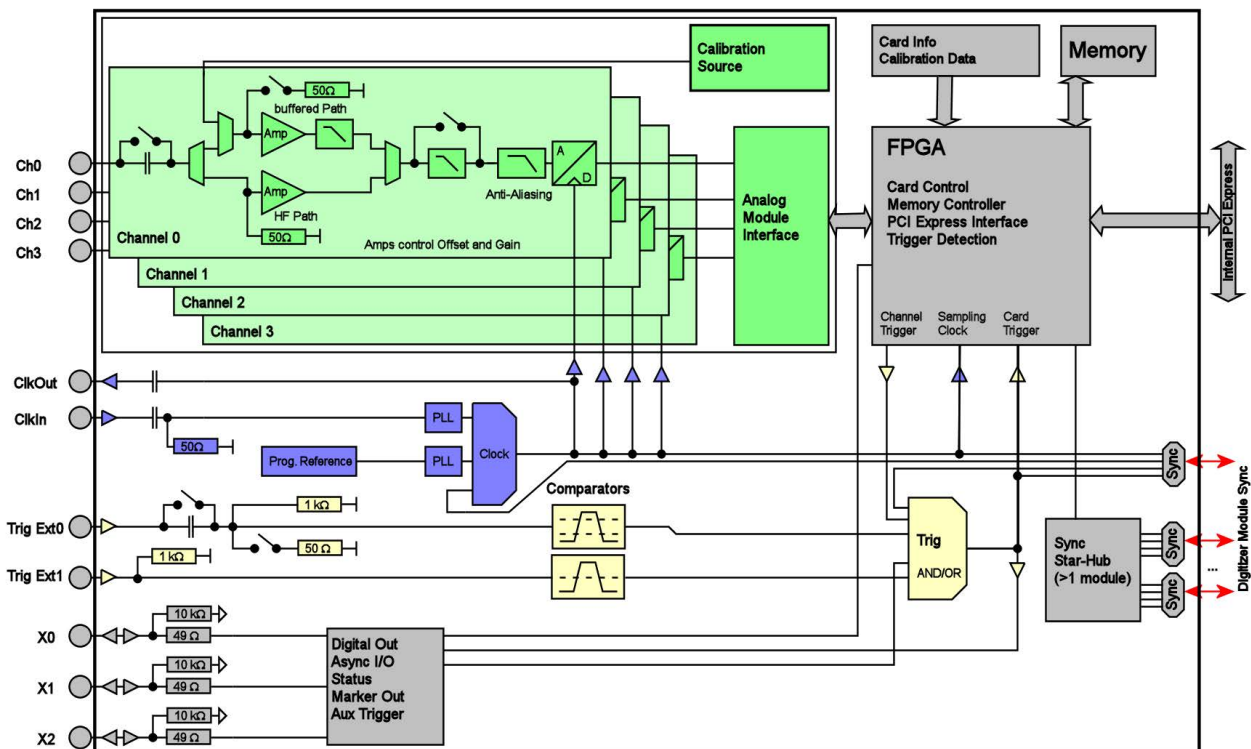 Calibration
Source
Card Info
Calibration Data
Memory
50Ω
buffered Path
Amp
Amp
HF Path
50Ω
Anti-Aliasing
A
D
Channel 0
Amps control Offset and Gain
Channel 1
Channel 2
Channel 3
Ch0
Ch1
Ch2
Ch3
Analog
Module
Interface
FPGA
Card Control
Memory Controller
PCI Express Interface
Trigger Detection
Channel
Trigger
Sampling
Clock
Card
Trigger
Internal PCI Express
ClkOut
ClkIn
50Ω
PLL
Prog. Reference
PLL
Clock
Sync
Comparators
Trig Ext0
1 kΩ
50 Ω
Trig Ext1
1 kΩ
Trig
AND/OR
Sync
Star-Hub
(>1 module)
Sync
...
Sync
Digitizer Module Sync
X0
10 kΩ
49 Ω
X1
10 kΩ
49 Ω
X2
10 kΩ
49 Ω
Digital Out
Async I/O
Status
Marker Out
Aux Trigger